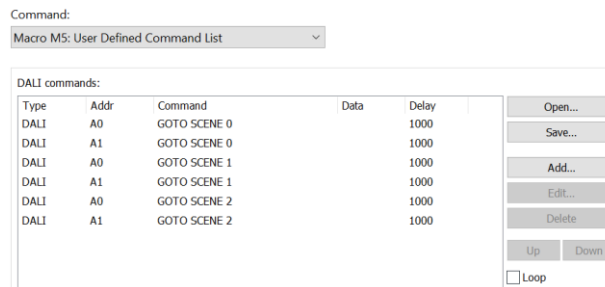 Command:
Macro M5: User Defined Command List
DALI commands:
Type Addr Command Data Delay
DALI A0 GOTO SCENE 0 1000
DALI A1 GOTO SCENE 0 1000
DALI A0 GOTO SCENE 1 1000
DALI A1 GOTO SCENE 1 1000
DALI A0 GOTO SCENE 2 1000
DALI A1 GOTO SCENE 2 1000
Open...
Save...
Add...
Edit...
Delete
Up Down
Loop